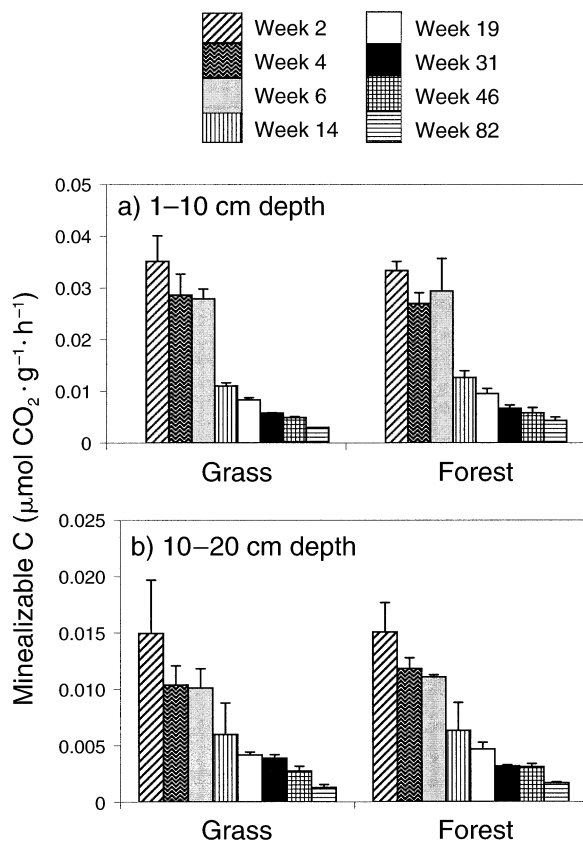 Week 2
Week 4
Week 6
Week 14
Week 19
Week 31
Week 46
Week 82
Minealizable C (μmol CO₂ · g⁻¹ · h⁻¹)
a) 1–10 cm depth
0.05
0.04
0.03
0.02
0.01
0
Grass
Forest
b) 10–20 cm depth
0.025
0.020
0.015
0.010
0.005
0
Grass
Forest